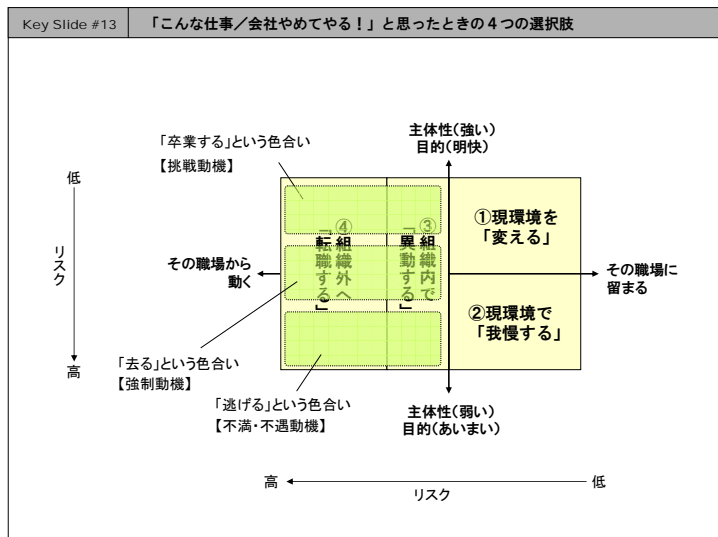 Key Slide #13
「こんな仕事／会社やめてやる！」と思ったときの４つの選択肢
主体性（強い）
目的（明快）
「卒業する」という色合い
【挑戦動機】
低
リスク
高
その職場から
動く
④組織外へ
「転職する」
③組織内で
「異動する」
①現環境を
「変える」
その職場に
留まる
②現環境で
「我慢する」
「去る」という色合い
【強制動機】
「逃げる」という色合い
【不満・不遇動機】
主体性（弱い）
目的（あいまい）
高
リスク
低